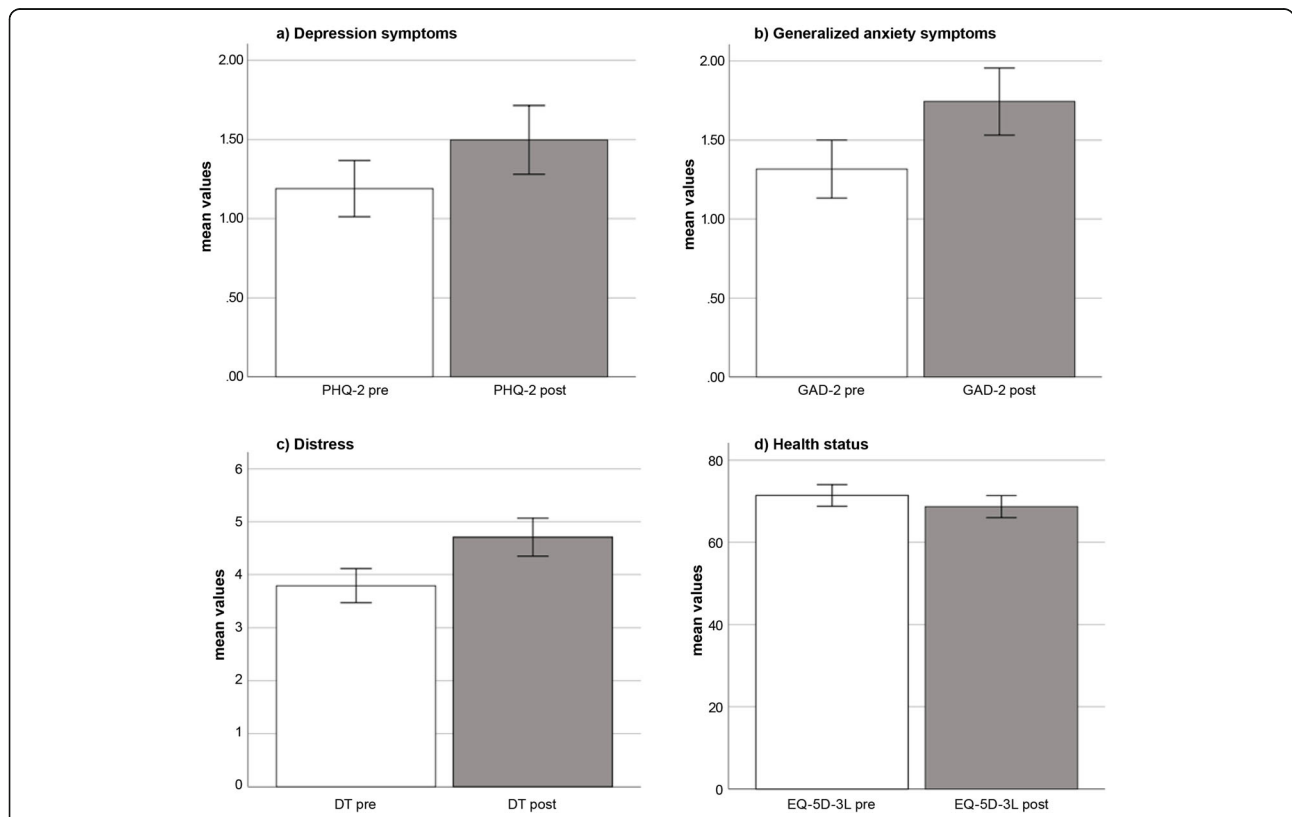 a) Depression symptoms
2.00
1.50
1.00
.50
.00
mean values
PHQ-2 pre
PHQ-2 post
b) Generalized anxiety symptoms
2.00
1.50
1.00
.50
.00
mean values
GAD-2 pre
GAD-2 post
c) Distress
6
5
4
3
2
1
0
mean values
DT pre
DT post
d) Health status
80
60
40
20
0
mean values
EQ-5D-3L pre
EQ-5D-3L post